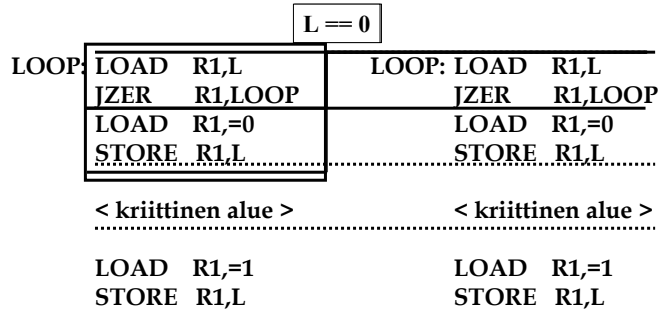 L == 0
LOOP: LOAD R1,L LOOP: LOAD R1,L
JZER R1,LOOP JZER R1,LOOP
LOAD R1,=0 LOAD R1,=0
STORE R1,L STORE R1,L
< kriittinen alue > < kriittinen alue >
LOAD R1,=1 LOAD R1,=1
STORE R1,L STORE R1,L